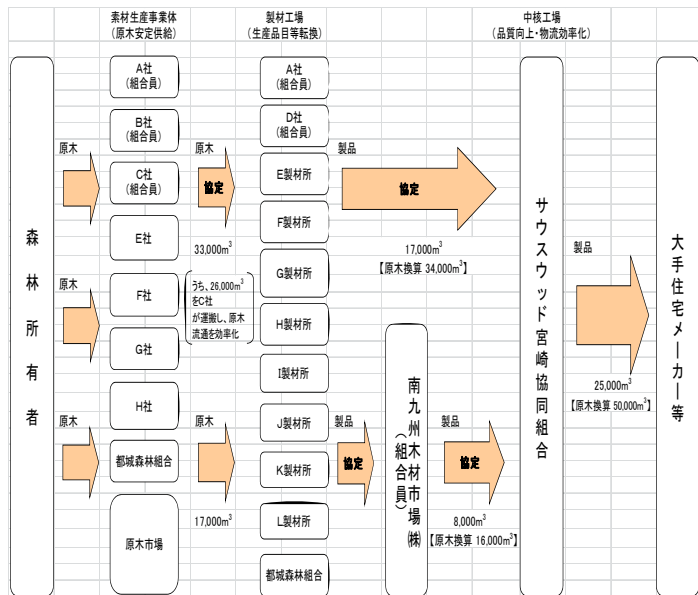 素材生産事業体
(原木安定供給)
製材工場
(生産品目等転換)
中核工場
(品質向上・物流効率化)
森林所有者
原木
原木
原木
A社
(組合員)
B社
(組合員)
C社
(組合員)
E社
F社
G社
H社
都城森林組合
原木市場
原木
協定
33,000m³
うち、26,000m³
をC社
が運搬し、原木
流通を効率化
原木
17,000m³
A社
(組合員)
D社
(組合員)
E製材所
F製材所
G製材所
H製材所
I製材所
J製材所
K製材所
L製材所
都城森林組合
製品
協定
17,000m³
【原木換算 34,000m³】
製品
協定
南九州木材市場㈱
(組合員)
製品
協定
8,000m³
【原木換算 16,000m³】
サウスウッド宮崎協同組合
製品
25,000m³
【原木換算 50,000m³】
大手住宅メーカー等